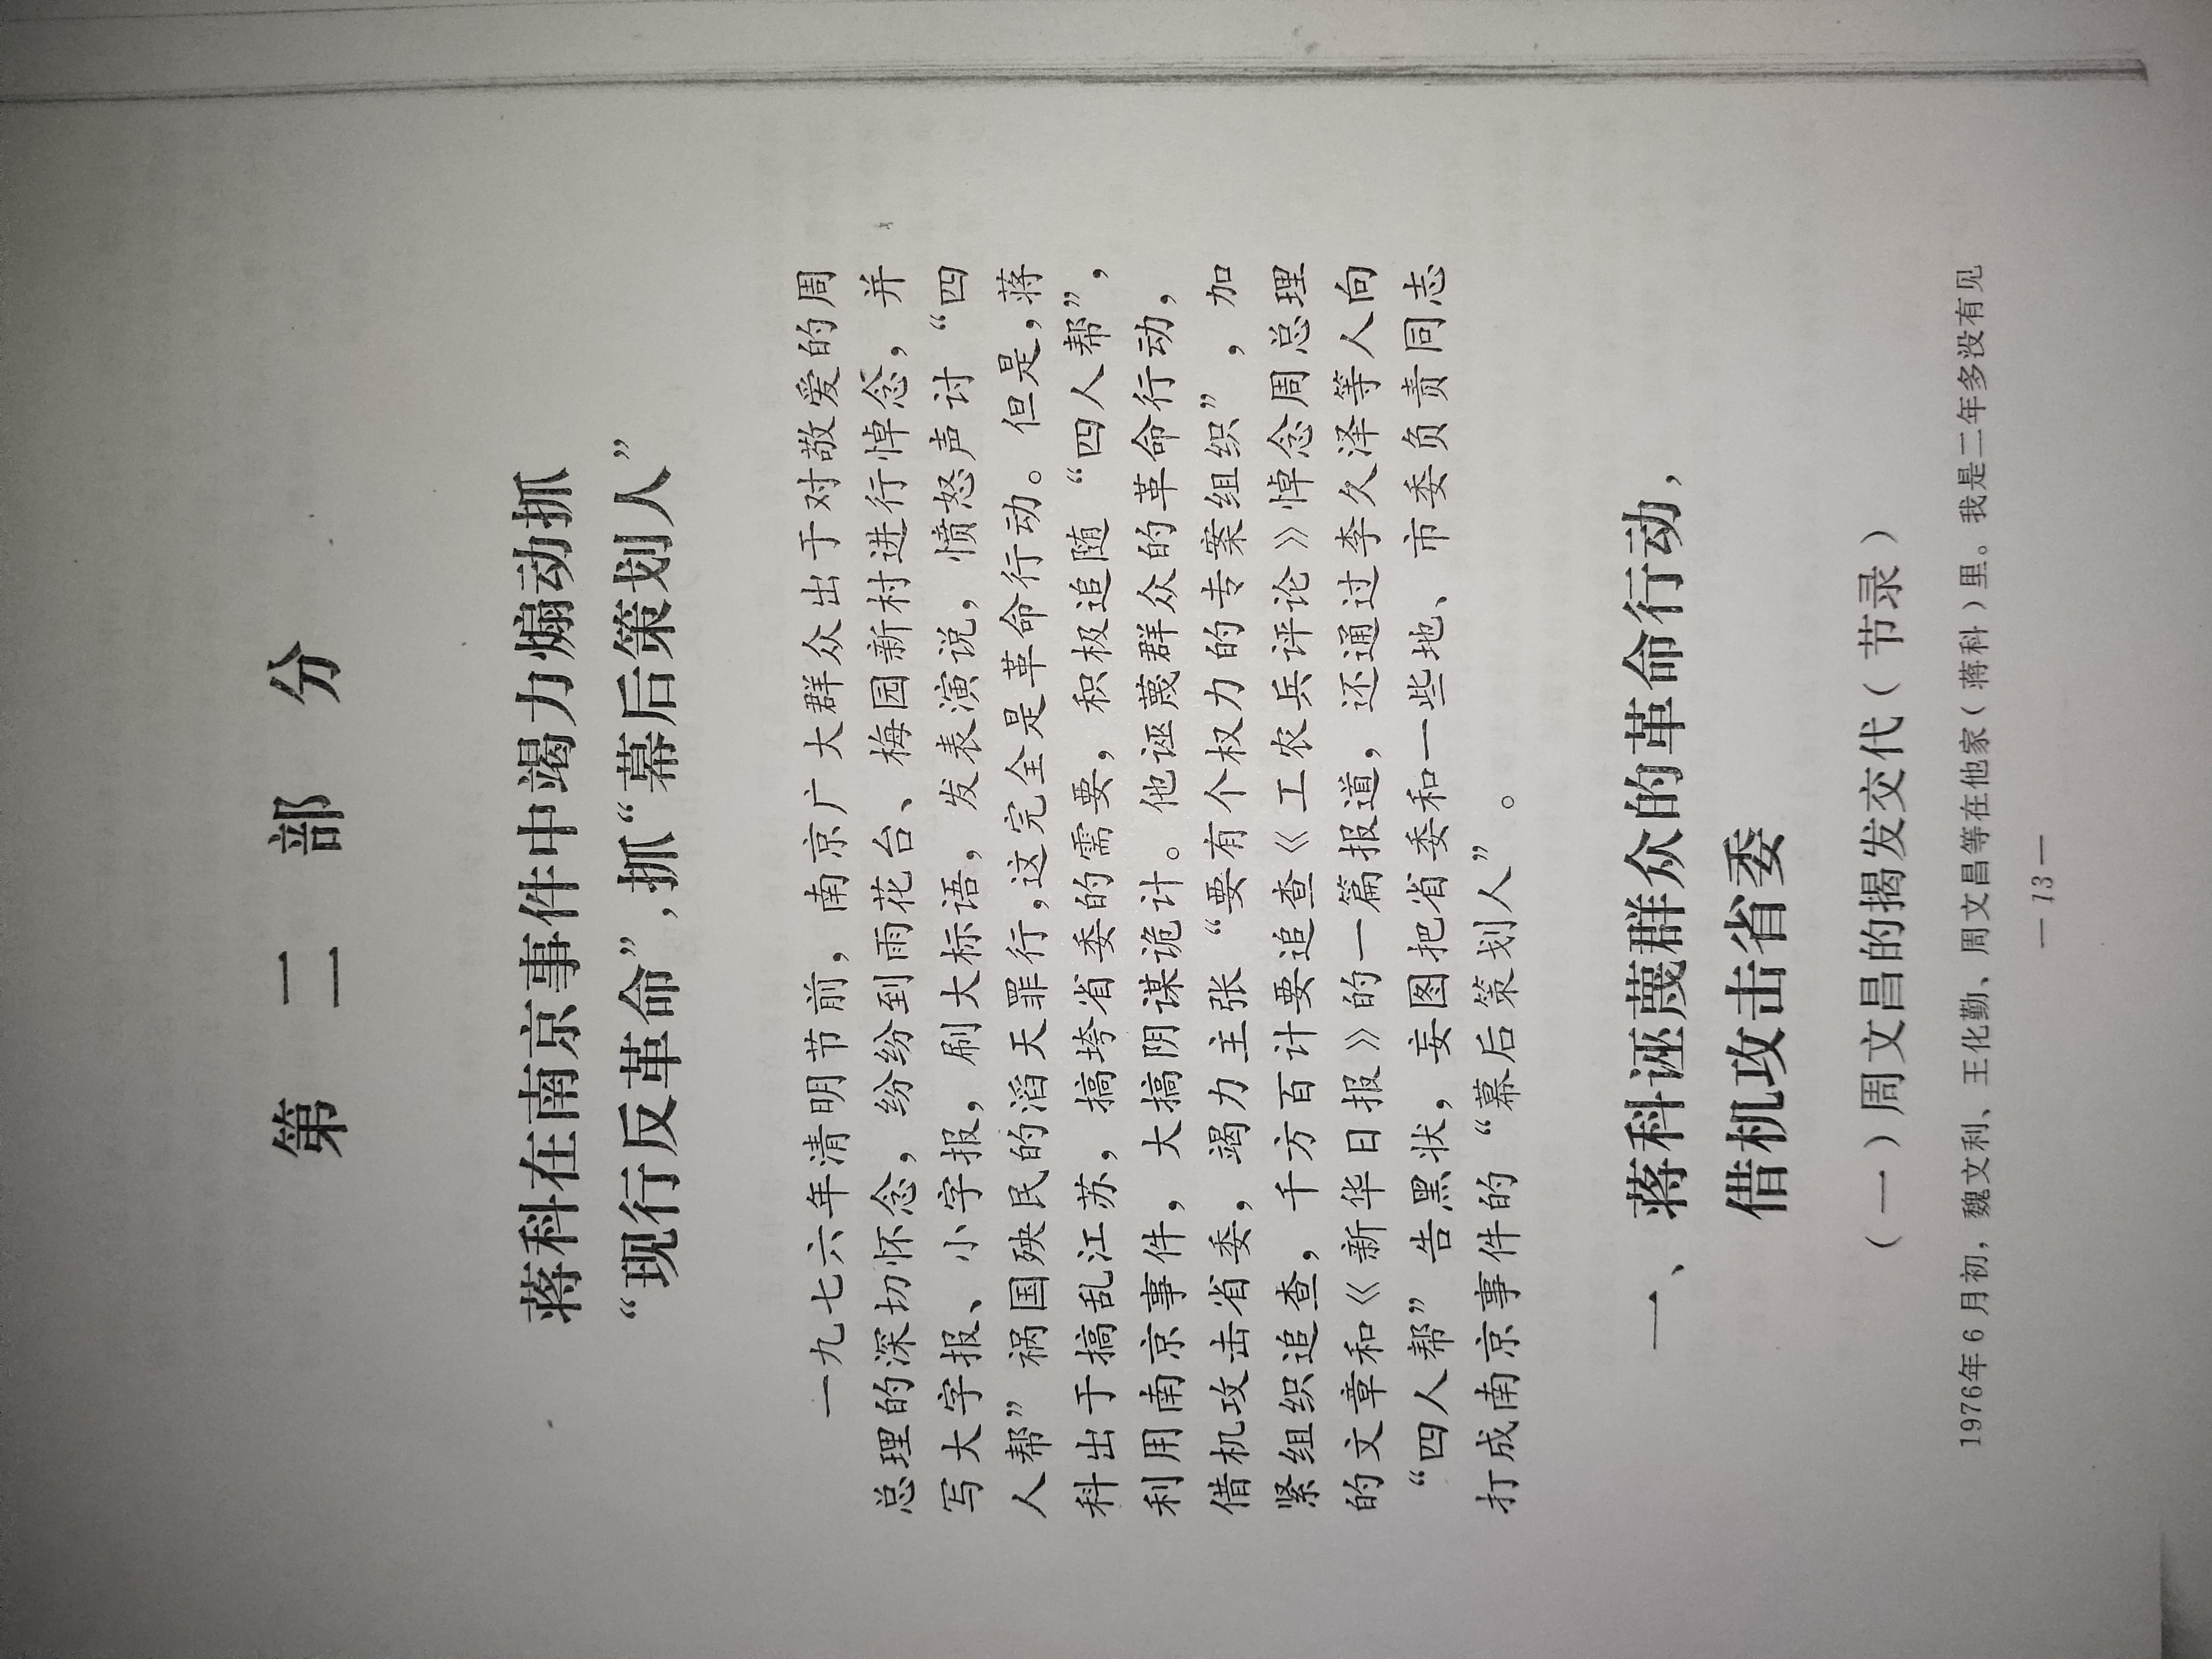 第二部分
蒋科在南京事件中竭力煽动抓
“现行反革命”，抓“幕后策划人”
一九七六年清明节前，南京广大群众出于对敬爱的周
总理的深切怀念，纷纷到雨花台、梅园新村进行悼念，并
写大字报、小字报，刷大标语，发表演说，愤怒声讨“四
人帮”祸国殃民的滔天罪行，这完全是革命行动。但是，蒋
科出于搞乱江苏，搞垮省委的需要，积极追随“四人帮”，
利用南京事件，大搞阴谋诡计。他诬蔑群众的革命行动，
借机攻击省委，竭力主张“要有个权力的专案组织”，加
紧组织追查，千方百计要追查《工农兵评论》悼念周总理
的文章和《新华日报》的一篇报道，还通过李久泽等人向
“四人帮”告黑状，妄图把省委和一些地、市委负责同志
打成南京事件的“幕后策划人”。
一、蒋科诬蔑群众的革命行动，
借机攻击省委
（一）周文昌的揭发交代（节录）
1976年6月初，魏文利、王化勤、周文昌等在他家（蒋科）里。我是二年多没有见
— 13 —